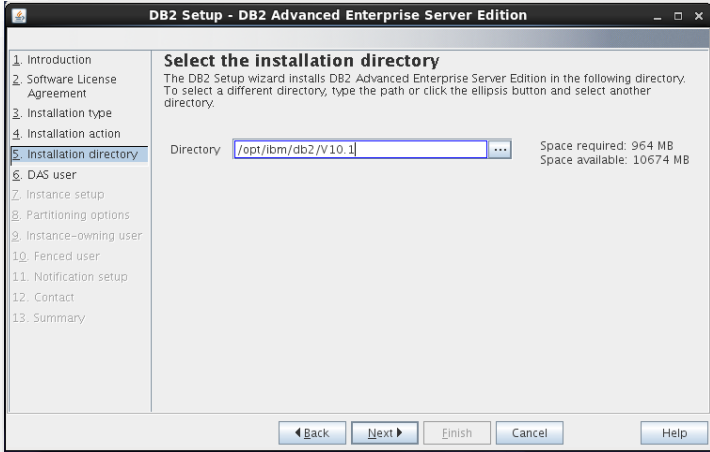 DB2 Setup - DB2 Advanced Enterprise Server Edition
1. Introduction
2. Software License
Agreement
3. Installation type
4. Installation action
5. Installation directory
6. DAS user
7. Instance setup
8. Partitioning options
9. Instance-owning user
10. Fenced user
11. Notification setup
12. Contact
13. Summary
Select the installation directory
The DB2 Setup wizard installs DB2 Advanced Enterprise Server Edition in the following directory.
To select a different directory, type the path or click the ellipsis button and select another
directory.
Directory /opt/ibm/db2/V10.1 ...
Space required: 964 MB
Space available: 10674 MB
Back Next Finish Cancel Help